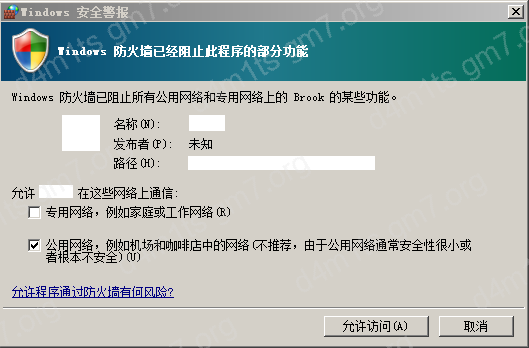 Windows 安全警报
Windows 防火墙已经阻止此程序的部分功能
Windows 防火墙已阻止所有公用网络和专用网络上的 Brook 的某些功能。
名称(N):
发布者(P): 未知
路径(H):
允许 在这些网络上通信:
专用网络，例如家庭或工作网络(R)
公用网络，例如机场和咖啡店中的网络(不推荐，由于公用网络通常安全性很小或
者根本不安全)(U)
允许程序通过防火墙有何风险?
允许访问(A) 取消
d4m1ts gm7.org